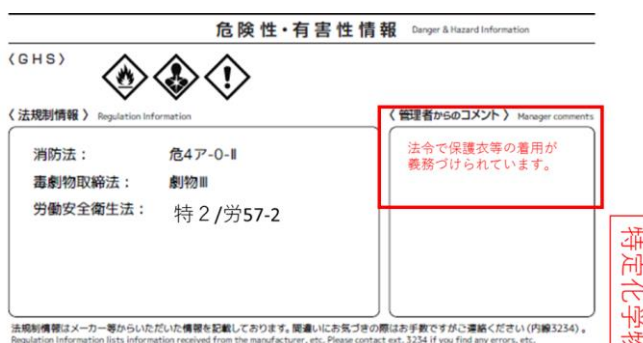 危険性・有害性情報 Danger & Hazard Information
〈GHS〉
〈法規制情報〉 Regulation Information
〈管理者からのコメント〉 Manager comments
消防法： 危4ア-0-Ⅱ
毒劇物取締法： 劇物Ⅲ
労働安全衛生法： 特２/労57-2
法令で保護衣等の着用が
義務づけられています。
特定化学物
法規制情報はメーカー等からいただいた情報を記載しております。間違いにお気づきの際はお手数ですがご連絡ください（内線3234）。
Regulation Information lists information received from the manufacturer, etc. Please contact ext. 3234 if you find any errors, etc.